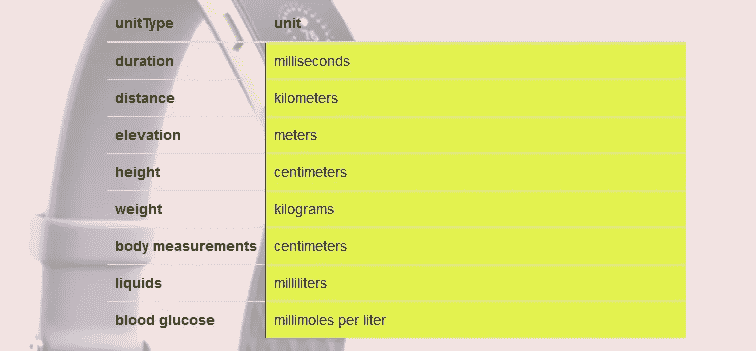 unitType unit
duration milliseconds
distance kilometers
elevation meters
height centimeters
weight kilograms
body measurements centimeters
liquids milliliters
blood glucose millimoles per liter